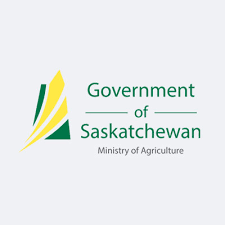 Government
of
Saskatchewan
Ministry of Agriculture